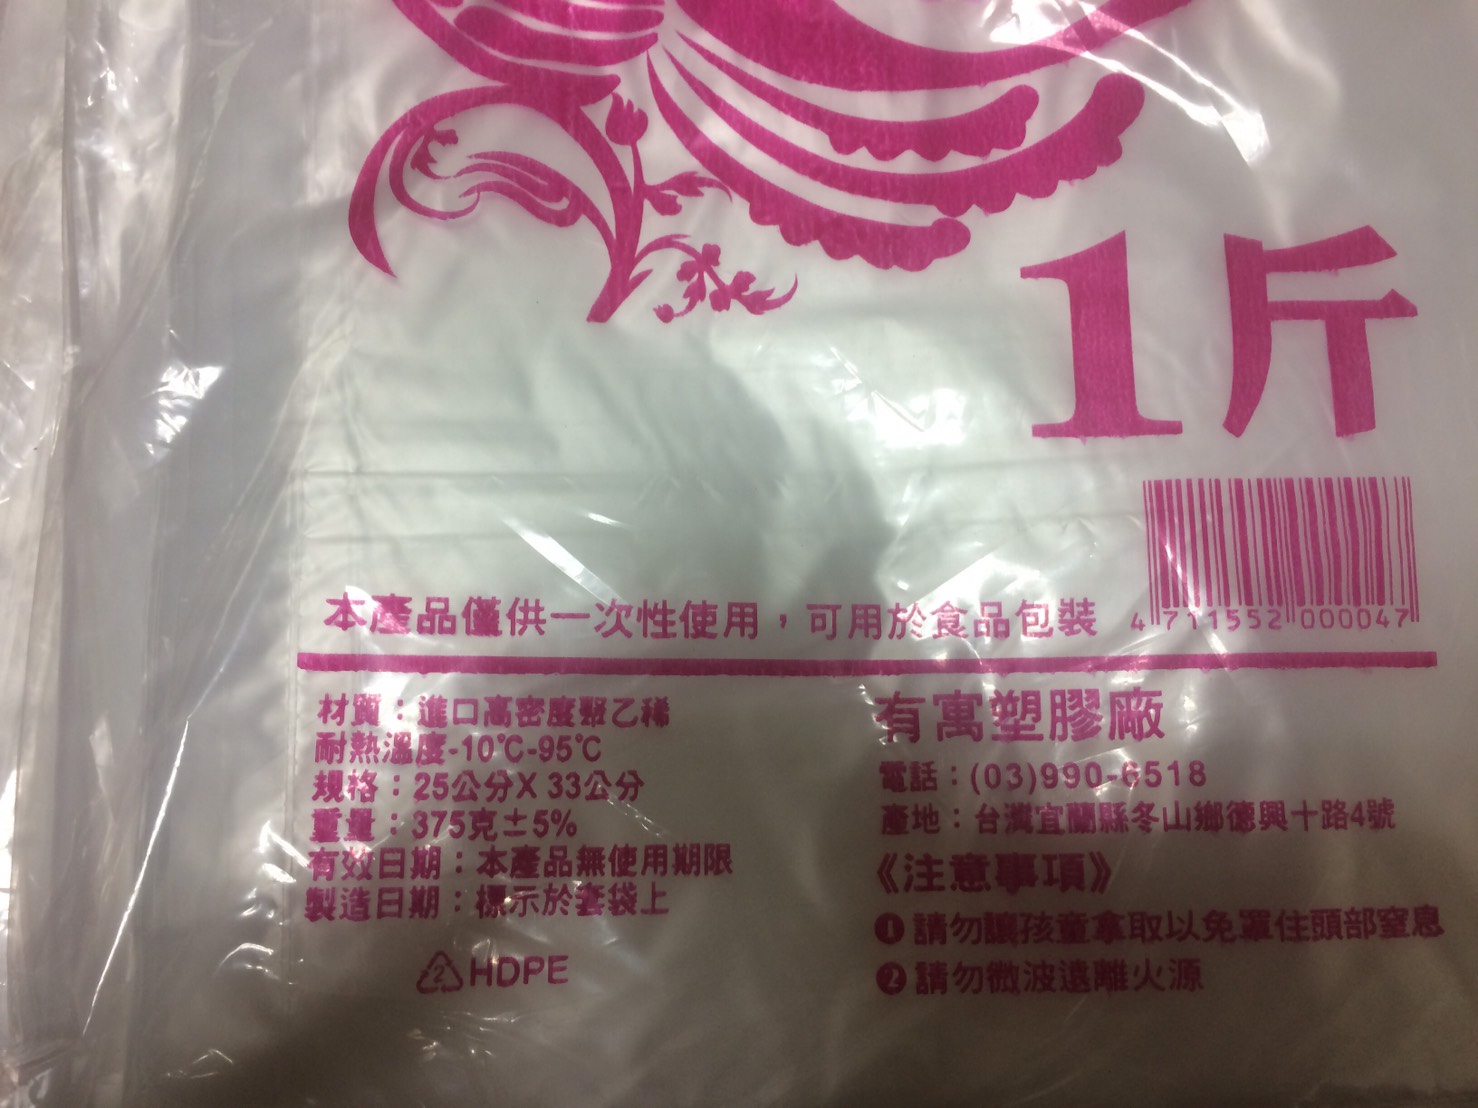 1斤
4 711552 000047
本產品僅供一次性使用，可用於食品包裝
材質：進口高密度聚乙稀
耐熱溫度-10℃-95℃
規格：25公分X 33公分
重量：375克±5%
有效日期：本產品無使用期限
製造日期：標示於套袋上
2 HDPE
有寓塑膠廠
電話：(03)990-6518
產地：台灣宜蘭縣冬山鄉德興十路4號
《注意事項》
❶請勿讓孩童拿取以免罩住頭部窒息
❷請勿微波遠離火源